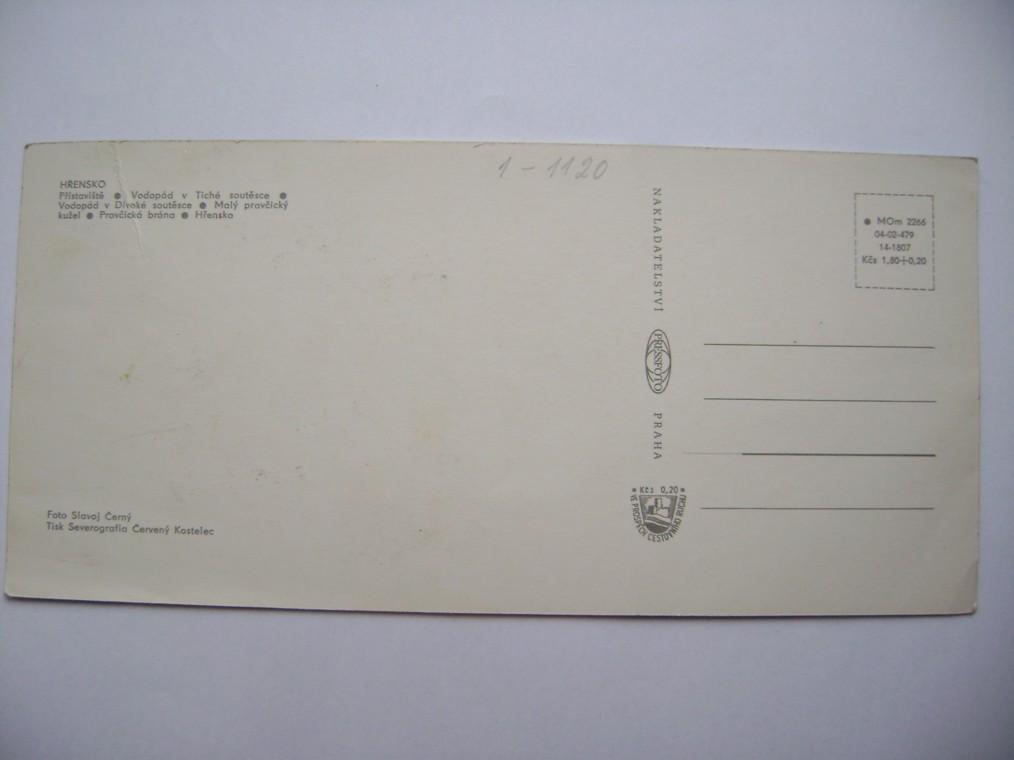 1 - 1120
HŘENSKO
Přístaviště ● Vodopád v Tiché soutěsce ●
Vodopád v Divoké soutěsce ● Malý pravčický
kužel ● Pravčická brána ● Hřensko
Foto Slavoj Černý
Tisk Severografia Červený Kostelec
NAKLADATELSTVÍ
PRESSFOTO
PRAHA
* Kčs 0,20 *
VE PROSPĚCH CESTOVNÍHO RUCHU
● MOm 2266
04-02-479
14-1807
Kčs 1,80+0,20